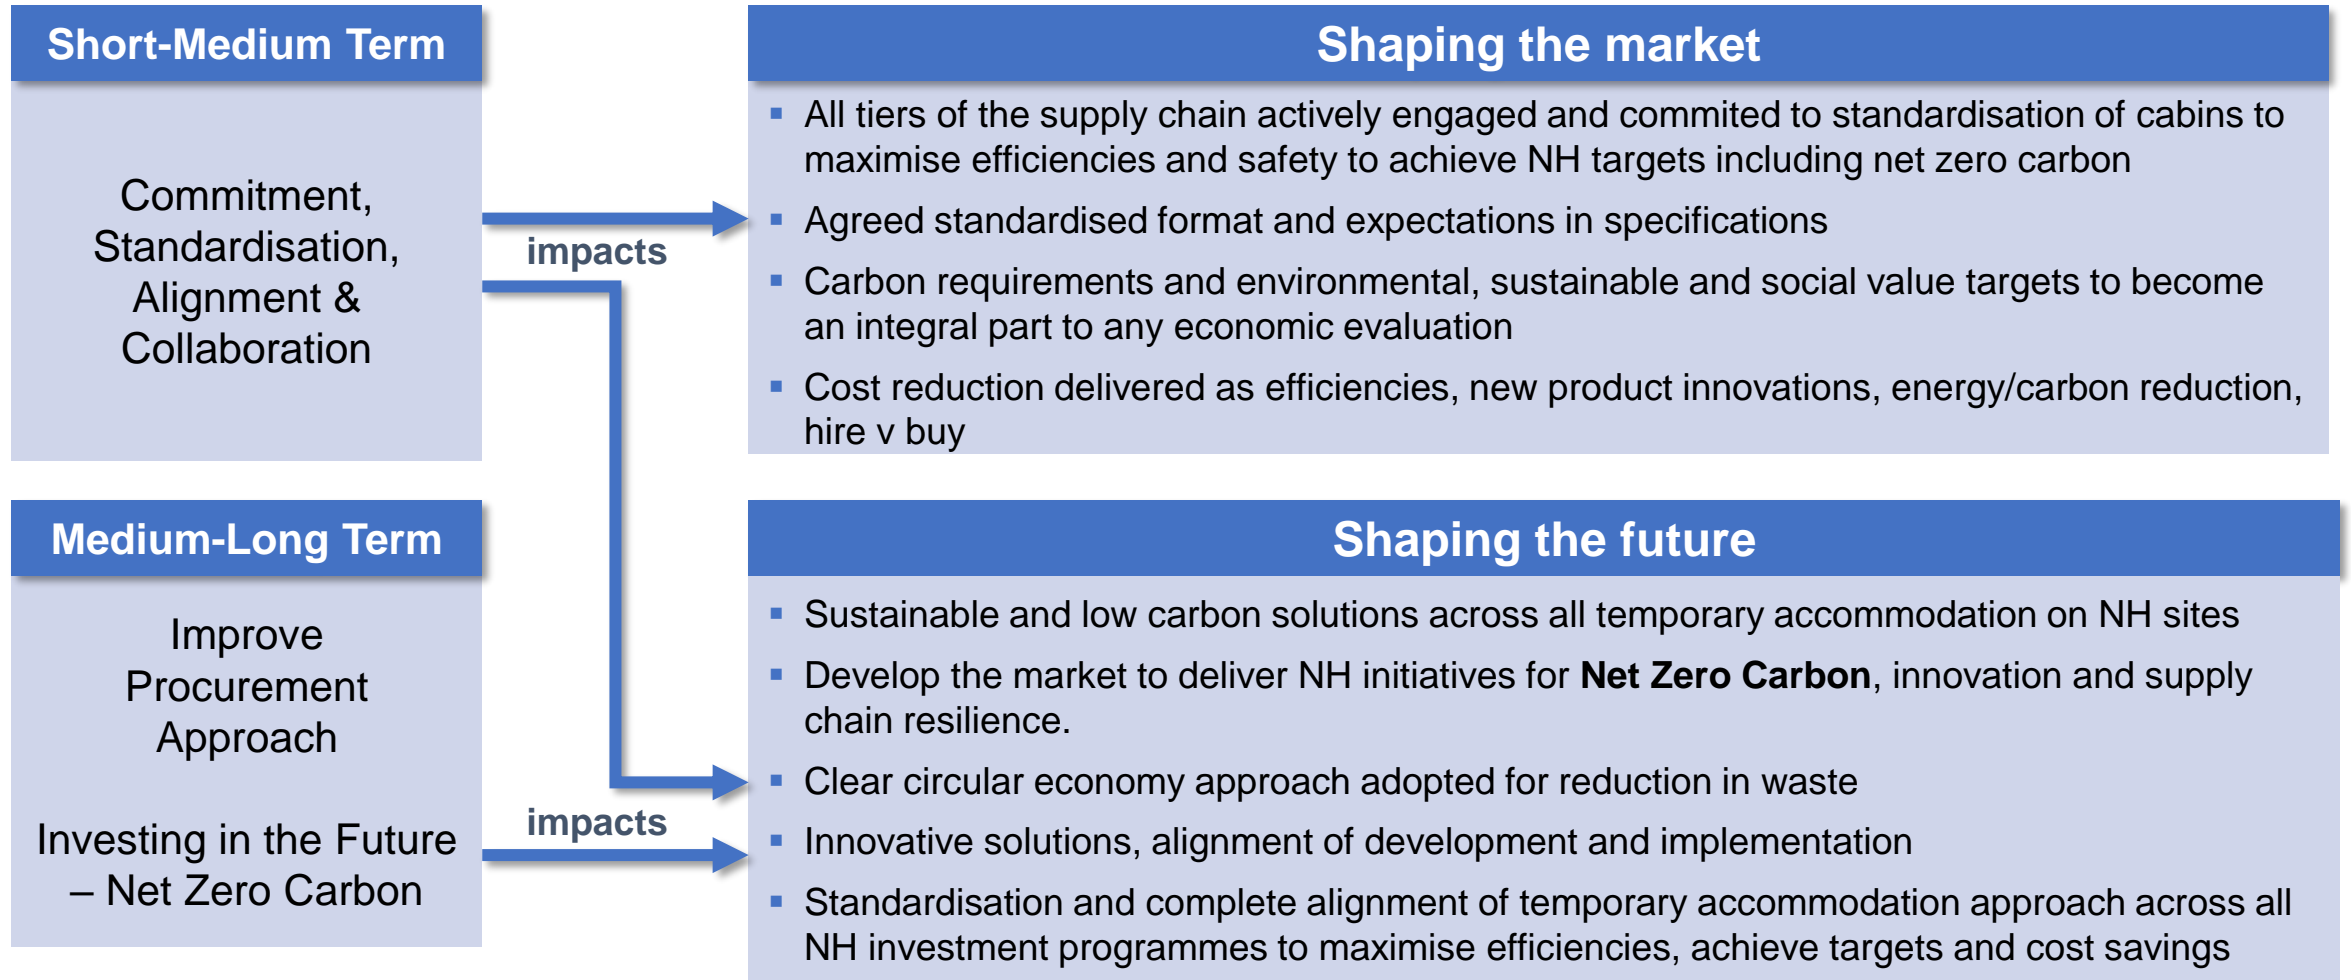 Short-Medium Term
Commitment,
Standardisation,
Alignment &
Collaboration
impacts
Shaping the market
▪ All tiers of the supply chain actively engaged and commited to standardisation of cabins to
maximise efficiencies and safety to achieve NH targets including net zero carbon
▪ Agreed standardised format and expectations in specifications
▪ Carbon requirements and environmental, sustainable and social value targets to become
an integral part to any economic evaluation
▪ Cost reduction delivered as efficiencies, new product innovations, energy/carbon reduction,
hire v buy
Medium-Long Term
Improve
Procurement
Approach
Investing in the Future
– Net Zero Carbon
impacts
Shaping the future
▪ Sustainable and low carbon solutions across all temporary accommodation on NH sites
▪ Develop the market to deliver NH initiatives for Net Zero Carbon, innovation and supply
chain resilience.
▪ Clear circular economy approach adopted for reduction in waste
▪ Innovative solutions, alignment of development and implementation
▪ Standardisation and complete alignment of temporary accommodation approach across all
NH investment programmes to maximise efficiencies, achieve targets and cost savings